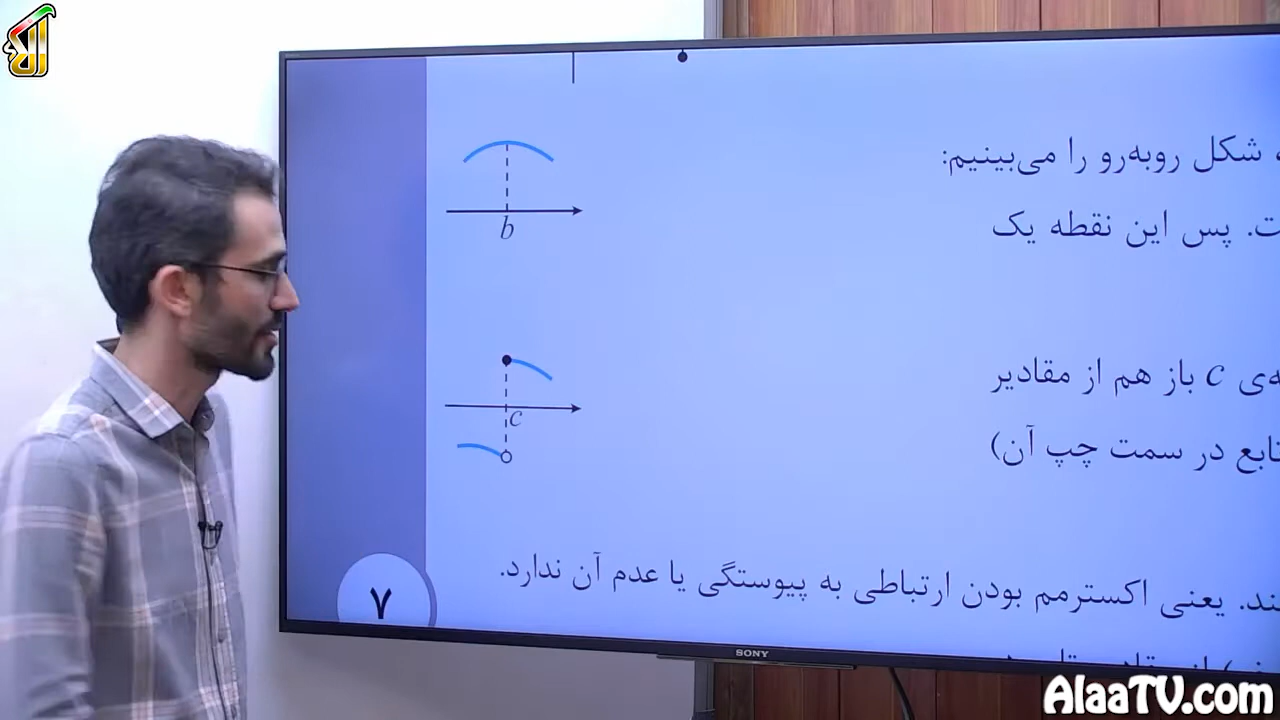 شکل روبه‌رو را می‌بینیم:
b
ت. پس این نقطه یک
ه‌ی c باز هم از مقادیر
c
تابع در سمت چپ آن)
ند. یعنی اکسترمم بودن ارتباطی به پیوستگی یا عدم آن ندارد.
۷
SONY
AlaaTV.com